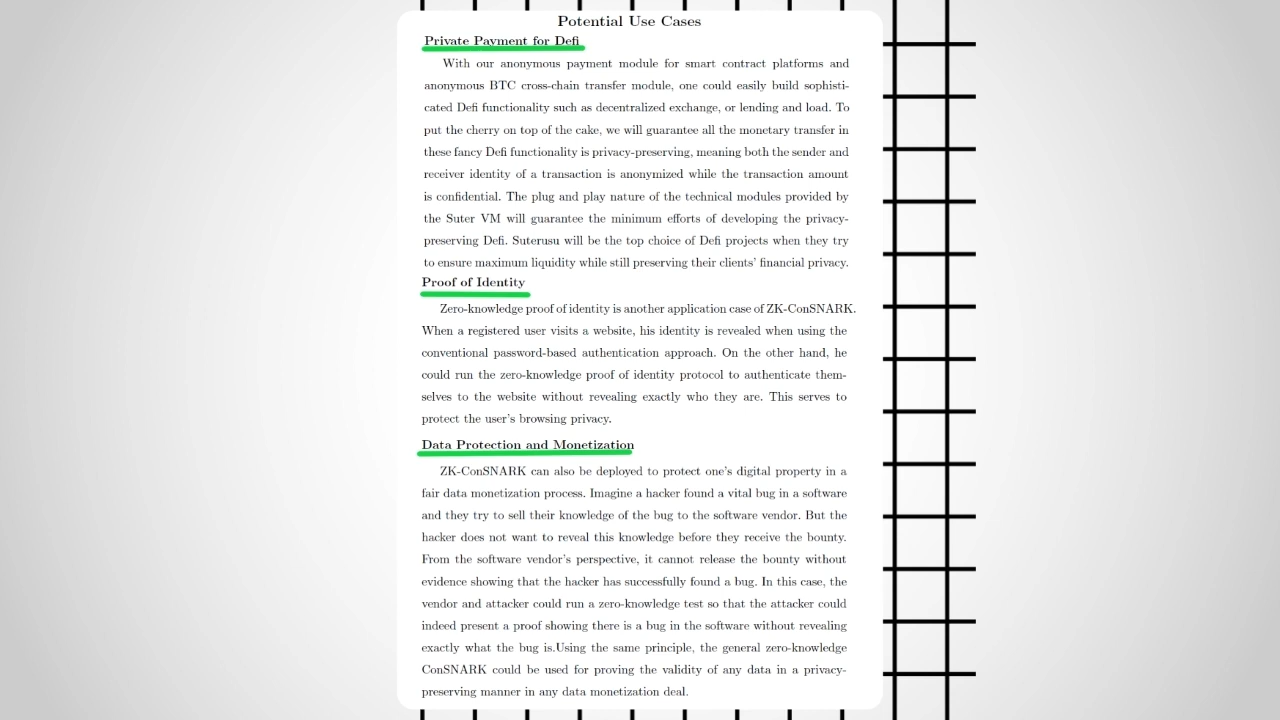 Potential Use Cases
Private Payment for Defi
With our anonymous payment module for smart contract platforms and
anonymous BTC cross-chain transfer module, one could easily build sophisti-
cated Defi functionality such as decentralized exchange, or lending and load. To
put the cherry on top of the cake, we will guarantee all the monetary transfer in
these fancy Defi functionality is privacy-preserving, meaning both the sender and
receiver identity of a transaction is anonymized while the transaction amount
is confidential. The plug and play nature of the technical modules provided by
the Suter VM will guarantee the minimum efforts of developing the privacy-
preserving Defi. Suterusu will be the top choice of Defi projects when they try
to ensure maximum liquidity while still preserving their clients' financial privacy.
Proof of Identity
Zero-knowledge proof of identity is another application case of ZK-ConSNARK.
When a registered user visits a website, his identity is revealed when using the
conventional password-based authentication approach. On the other hand, he
could run the zero-knowledge proof of identity protocol to authenticate them-
selves to the website without revealing exactly who they are. This serves to
protect the user's browsing privacy.
Data Protection and Monetization
ZK-ConSNARK can also be deployed to protect one's digital property in a
fair data monetization process. Imagine a hacker found a vital bug in a software
and they try to sell their knowledge of the bug to the software vendor. But the
hacker does not want to reveal this knowledge before they receive the bounty.
From the software vendor's perspective, it cannot release the bounty without
evidence showing that the hacker has successfully found a bug. In this case, the
vendor and attacker could run a zero-knowledge test so that the attacker could
indeed present a proof showing there is a bug in the software without revealing
exactly what the bug is.Using the same principle, the general zero-knowledge
ConSNARK could be used for proving the validity of any data in a privacy-
preserving manner in any data monetization deal.